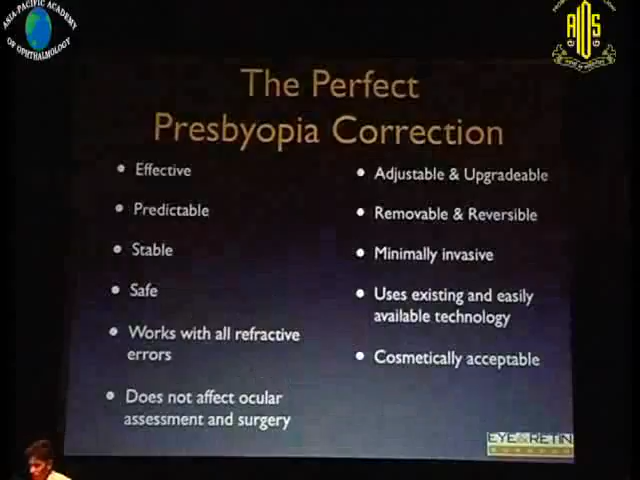 ASIA-PACIFIC ACADEMY
OF OPHTHALMOLOGY
AIOS
The Perfect
Presbyopia Correction
Effective
Predictable
Stable
Safe
Works with all refractive
errors
Does not affect ocular
assessment and surgery
Adjustable & Upgradeable
Removable & Reversible
Minimally invasive
Uses existing and easily
available technology
Cosmetically acceptable
EYE & RETIN